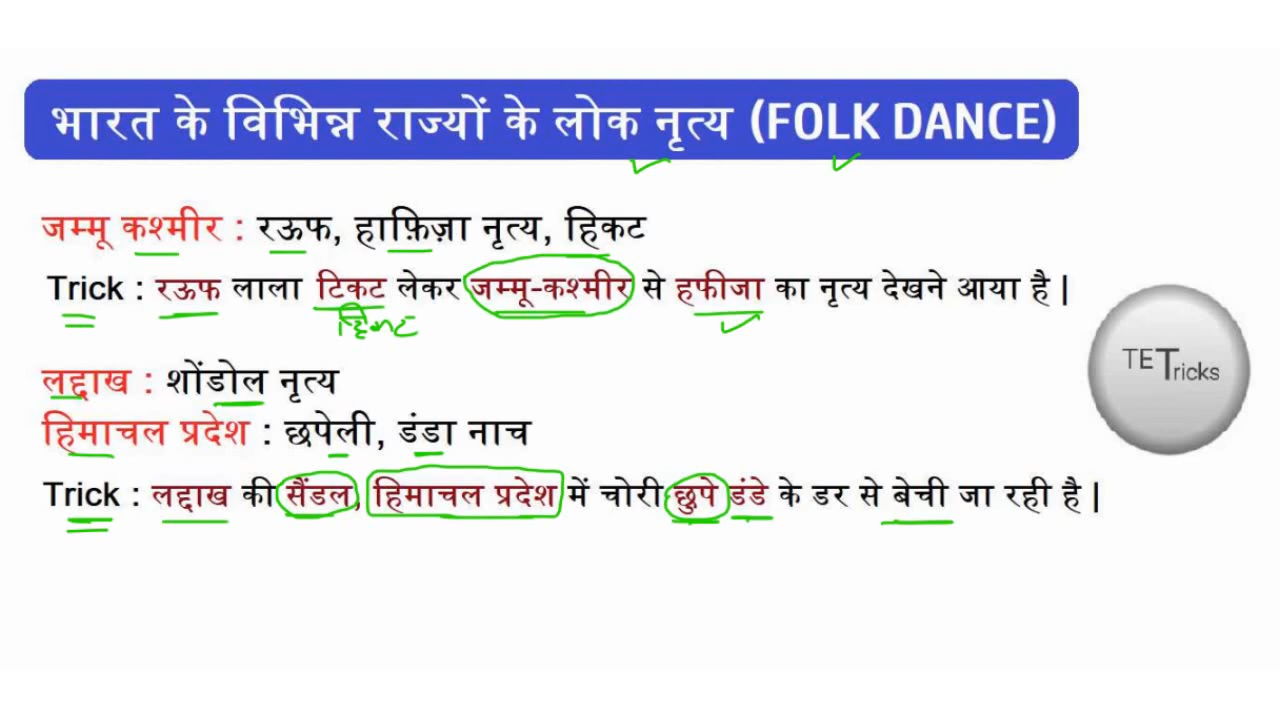 भारत के विभिन्न राज्यों के लोक नृत्य (FOLK DANCE)
जम्मू कश्मीर : रऊफ, हाफ़िज़ा नृत्य, हिकट
Trick : रऊफ लाला टिकट लेकर जम्मू-कश्मीर से हफीजा का नृत्य देखने आया है |
हिकट
लद्दाख : शोंडोल नृत्य
हिमाचल प्रदेश : छपेली, डंडा नाच
Trick : लद्दाख की सैंडल, हिमाचल प्रदेश में चोरी छुपे डंडे के डर से बेची जा रही है |
TETricks